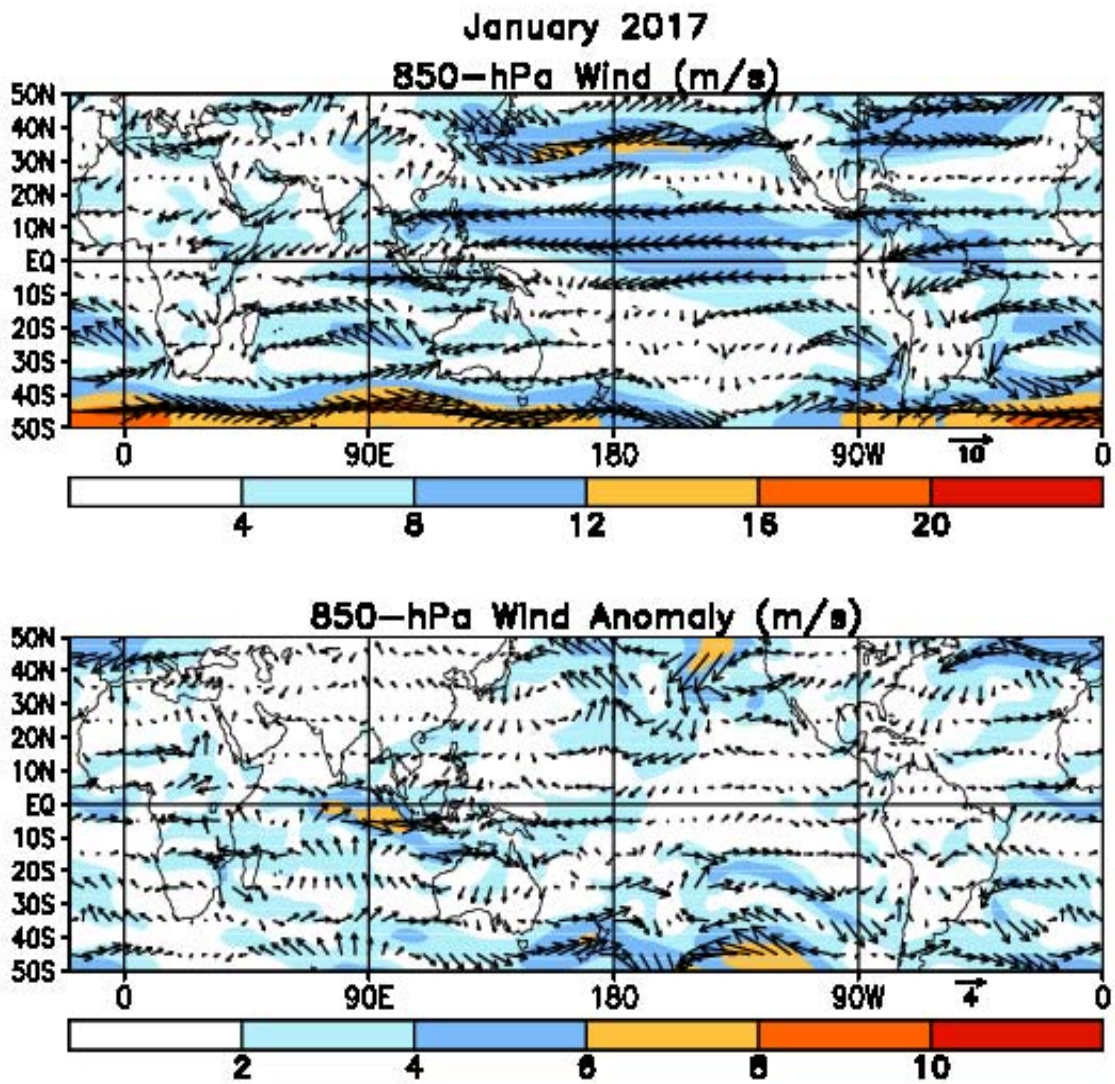 January 2017
850-hPa Wind (m/s)
50N
40N
30N
20N
10N
EQ
10S
20S
30S
40S
50S
0 90E 180 90W 10 0
4 8 12 16 20
850-hPa Wind Anomaly (m/s)
50N
40N
30N
20N
10N
EQ
10S
20S
30S
40S
50S
0 90E 180 90W 4 0
2 4 6 8 10